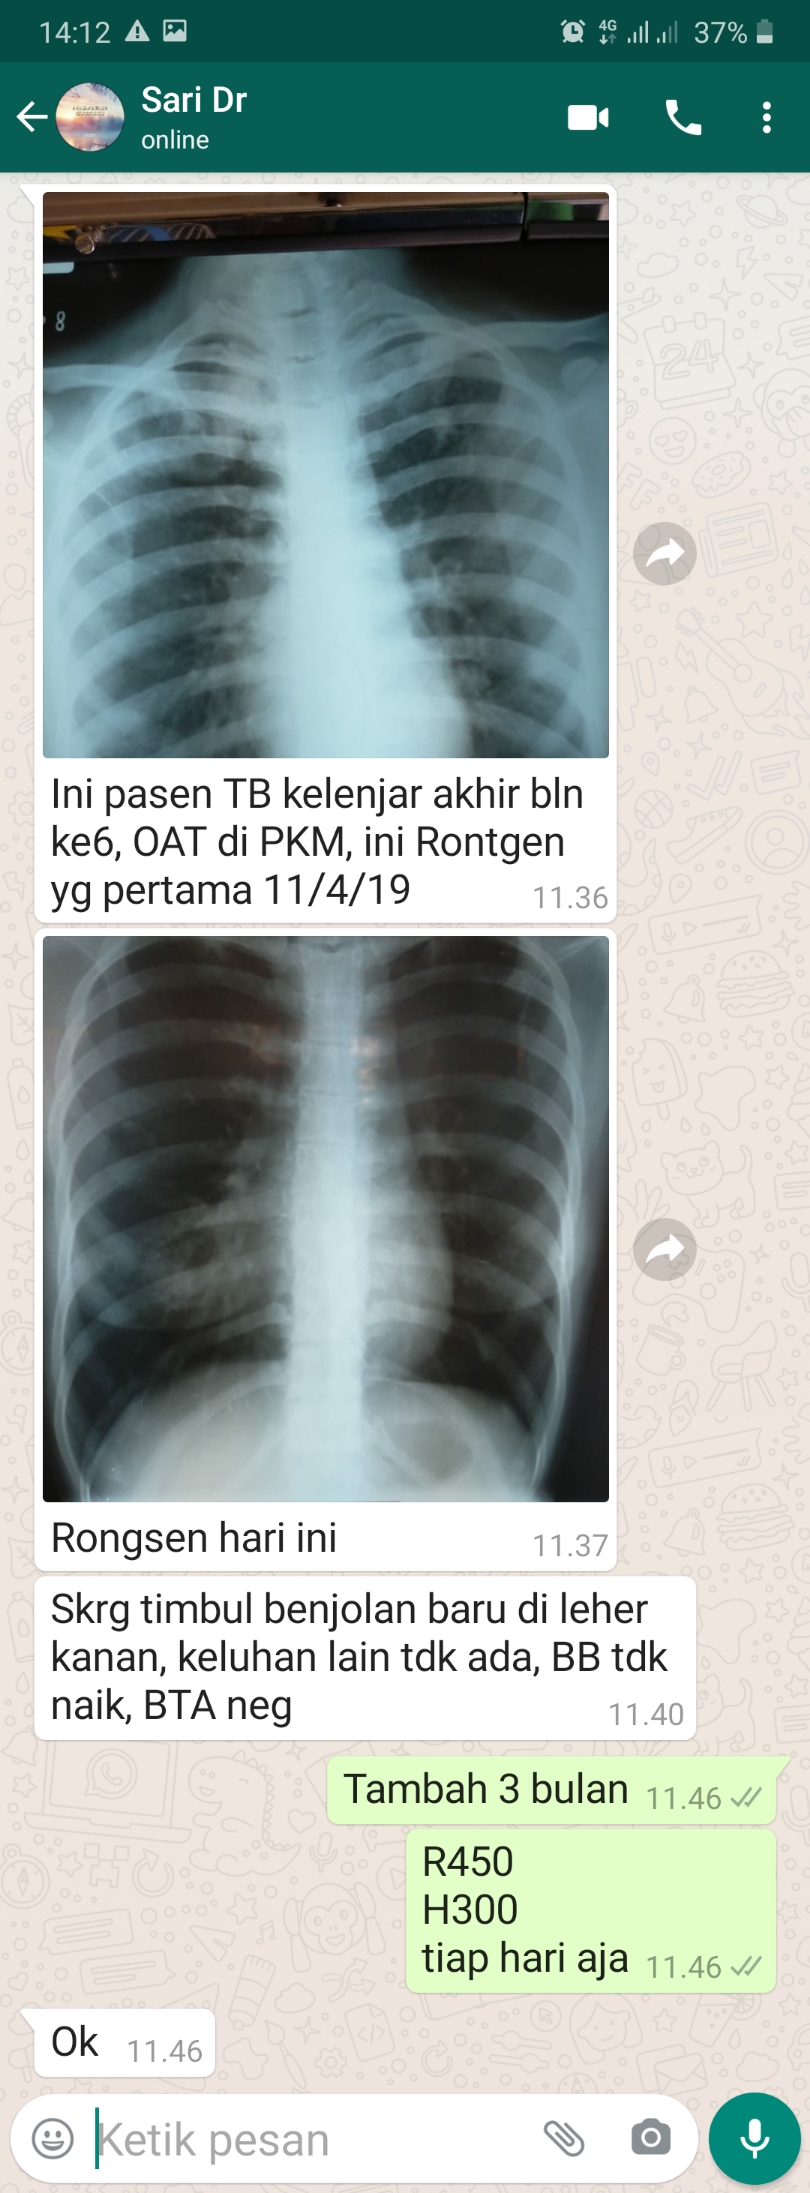 14:12 4G 37%
Sari Dr
online
8
Ini pasen TB kelenjar akhir bln
ke6, OAT di PKM, ini Rontgen
yg pertama 11/4/19 11.36
Rongsen hari ini 11.37
Skrg timbul benjolan baru di leher
kanan, keluhan lain tdk ada, BB tdk
naik, BTA neg 11.40
Tambah 3 bulan 11.46
R450
H300
tiap hari aja 11.46
Ok 11.46
Ketik pesan